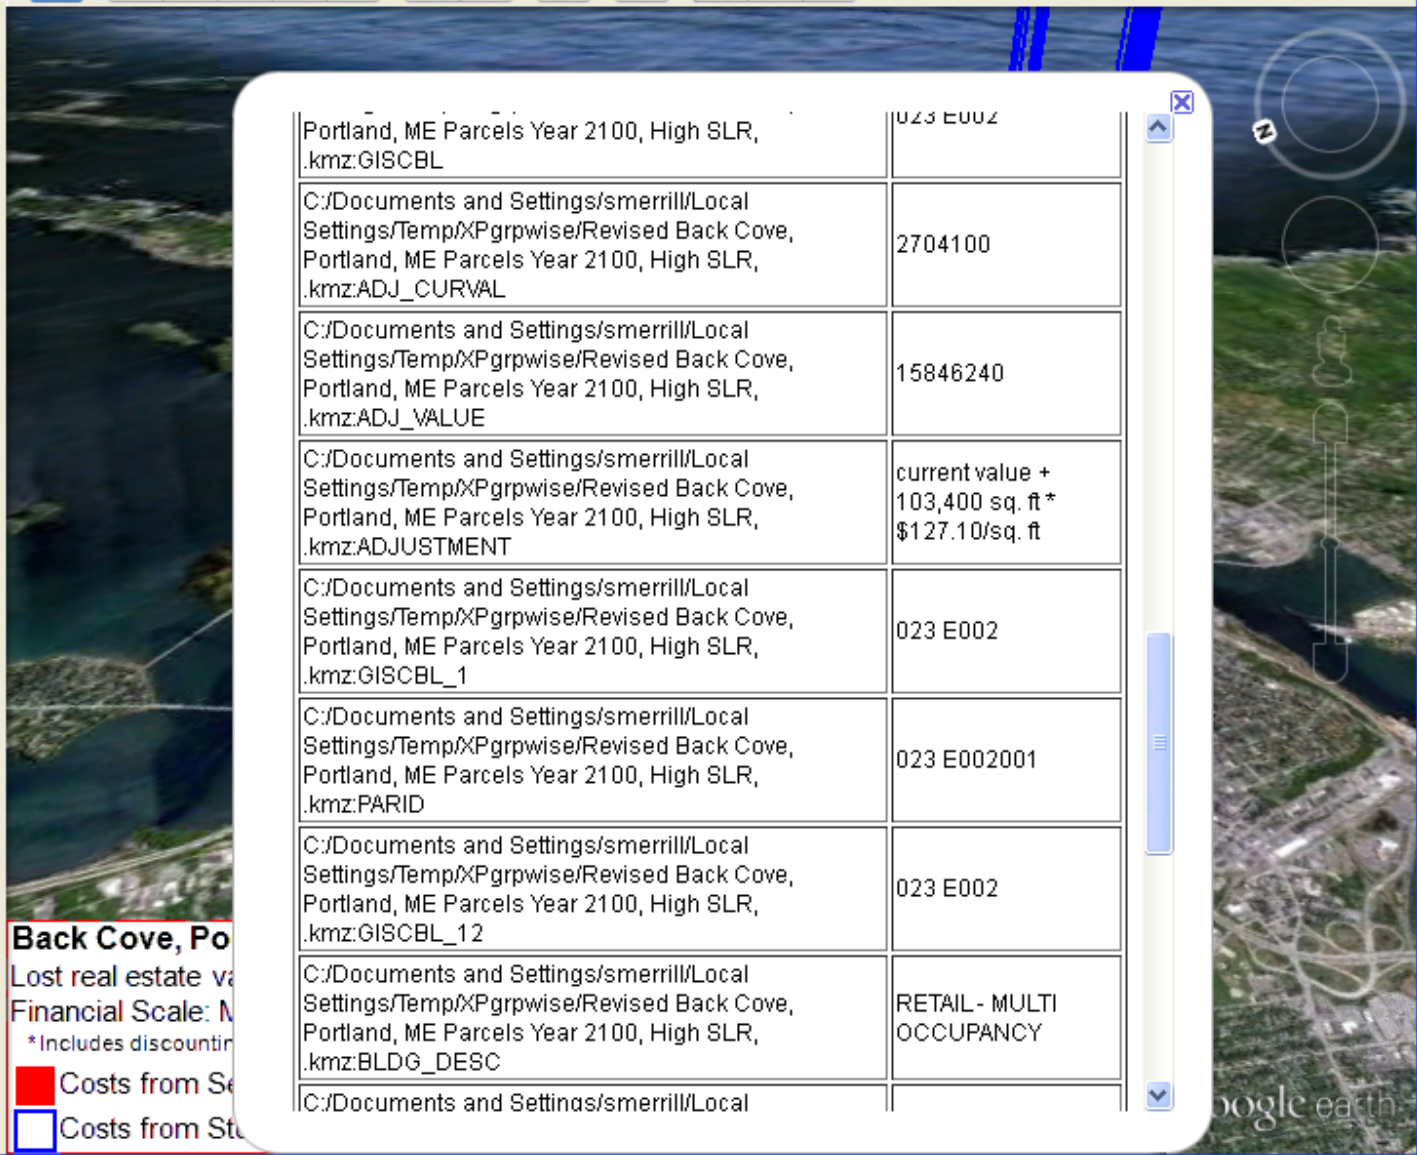 Portland, ME Parcels Year 2100, High SLR,
.kmz:GISCBL
023 E002
C:/Documents and Settings/smerrill/Local
Settings/Temp/XPgrpwise/Revised Back Cove,
Portland, ME Parcels Year 2100, High SLR,
.kmz:ADJ_CURVAL
2704100
C:/Documents and Settings/smerrill/Local
Settings/Temp/XPgrpwise/Revised Back Cove,
Portland, ME Parcels Year 2100, High SLR,
.kmz:ADJ_VALUE
15846240
C:/Documents and Settings/smerrill/Local
Settings/Temp/XPgrpwise/Revised Back Cove,
Portland, ME Parcels Year 2100, High SLR,
.kmz:ADJUSTMENT
current value +
103,400 sq. ft *
$127.10/sq. ft
C:/Documents and Settings/smerrill/Local
Settings/Temp/XPgrpwise/Revised Back Cove,
Portland, ME Parcels Year 2100, High SLR,
.kmz:GISCBL_1
023 E002
C:/Documents and Settings/smerrill/Local
Settings/Temp/XPgrpwise/Revised Back Cove,
Portland, ME Parcels Year 2100, High SLR,
.kmz:PARID
023 E002001
C:/Documents and Settings/smerrill/Local
Settings/Temp/XPgrpwise/Revised Back Cove,
Portland, ME Parcels Year 2100, High SLR,
.kmz:GISCBL_12
023 E002
C:/Documents and Settings/smerrill/Local
Settings/Temp/XPgrpwise/Revised Back Cove,
Portland, ME Parcels Year 2100, High SLR,
.kmz:BLDG_DESC
RETAIL - MULTI
OCCUPANCY
C:/Documents and Settings/smerrill/Local
N
Back Cove, Po
Lost real estate va
Financial Scale: M
*Includes discountin
Costs from Se
Costs from Sto
oogle earth